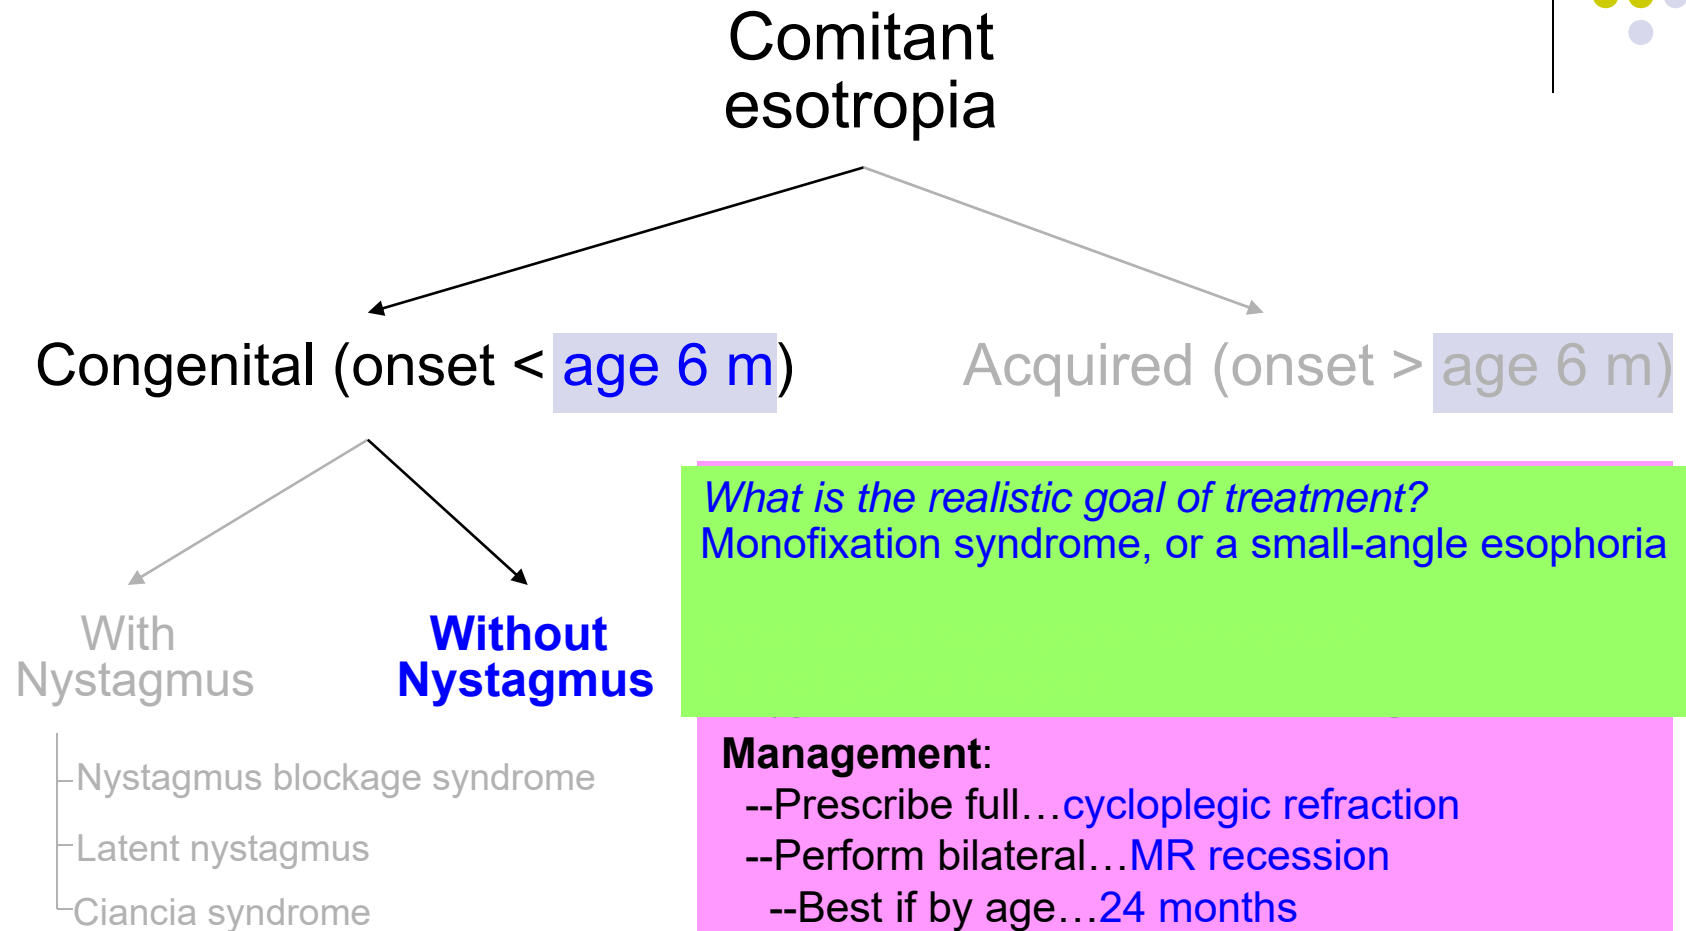 Comitant
esotropia
Congenital (onset < age 6 m)
Acquired (onset > age 6 m)
What is the realistic goal of treatment?
Monofixation syndrome, or a small-angle esophoria
With
Nystagmus
Without
Nystagmus
Nystagmus blockage syndrome
Latent nystagmus
Ciancia syndrome
Management:
--Prescribe full…cycloplegic refraction
--Perform bilateral…MR recession
--Best if by age…24 months